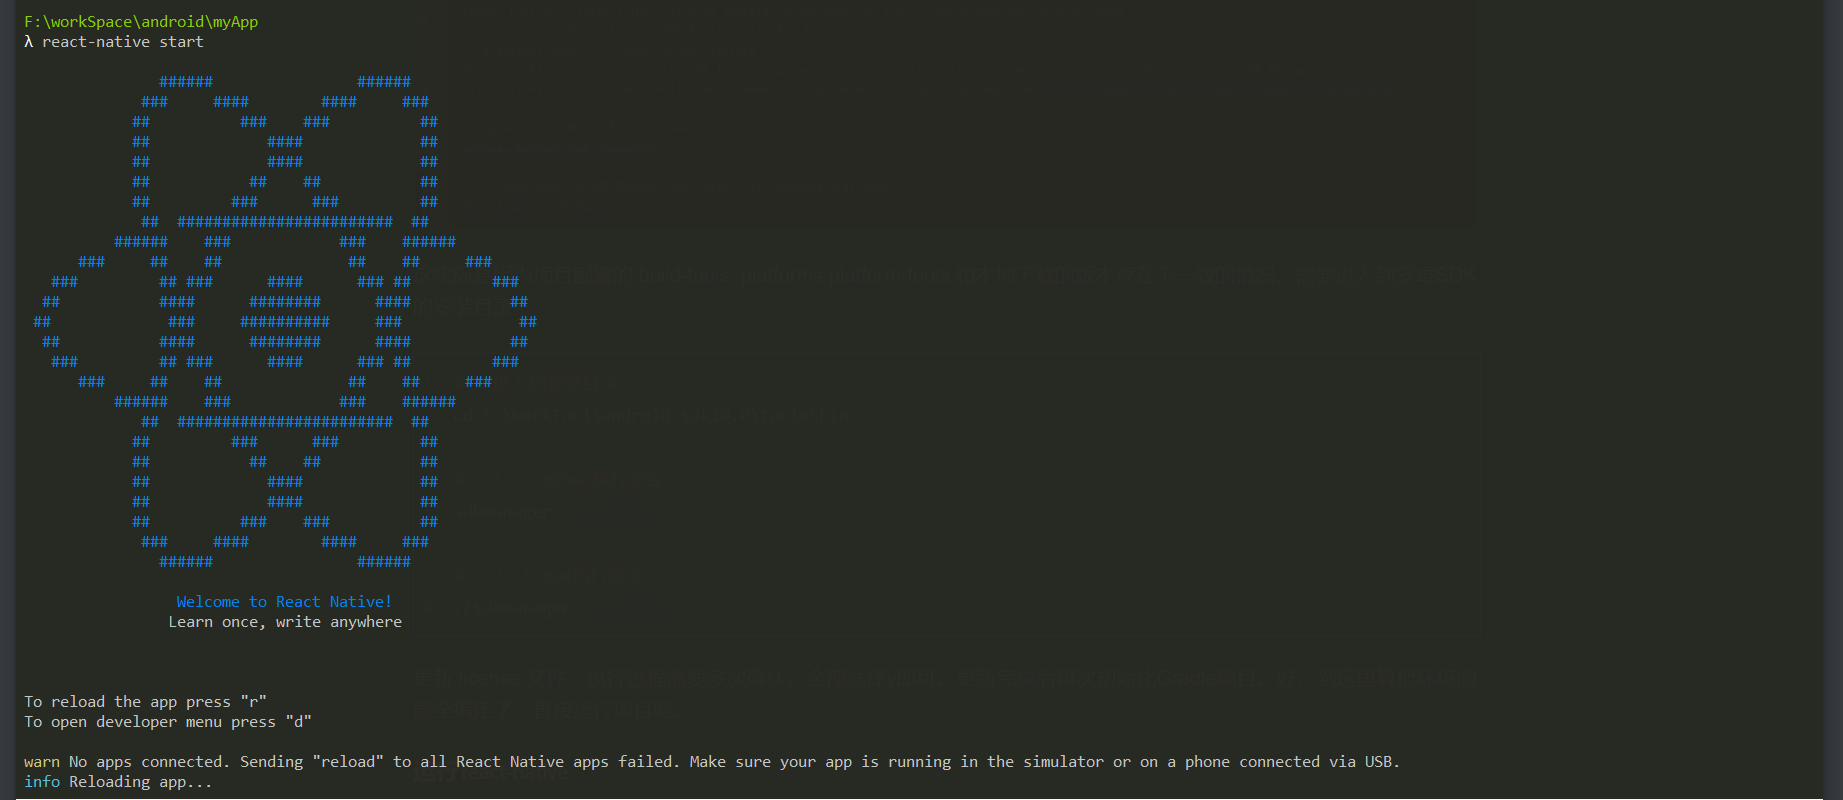 F:\workSpace\android\myApp
λ react-native start
Welcome to React Native!
Learn once, write anywhere
To reload the app press "r"
To open developer menu press "d"
warn No apps connected. Sending "reload" to all React Native apps failed. Make sure your app is running in the simulator or on a phone connected via USB.
info Reloading app...